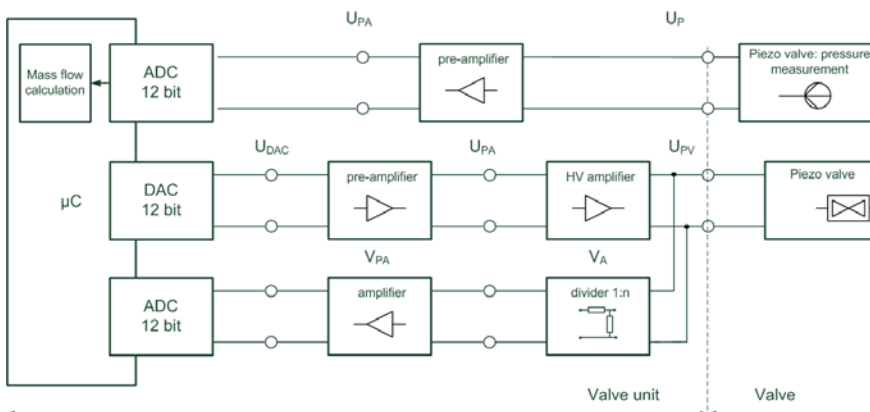 U_PA
U_P
Mass flow
calculation
ADC
12 bit
pre-amplifier
Piezo valve: pressure
measurement
U_DAC
U_PA
U_PV
µC
DAC
12 bit
pre-amplifier
HV amplifier
Piezo valve
V_PA
V_A
ADC
12 bit
amplifier
divider 1:n
Valve unit
Valve